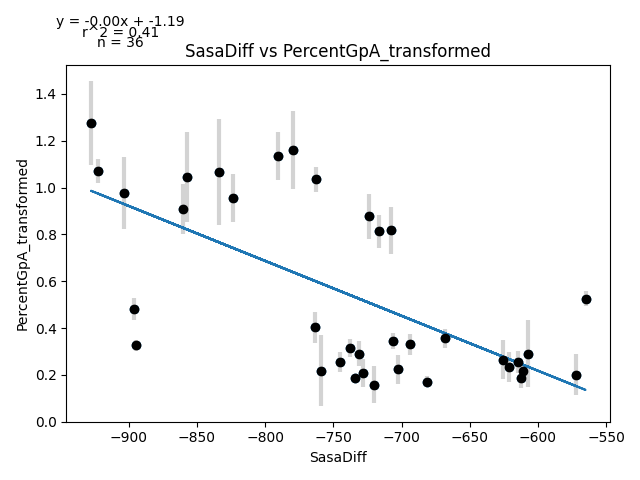 y = -0.00x + -1.19
r^2 = 0.41
n = 36
SasaDiff vs PercentGpA_transformed
PercentGpA_transformed
1.4
1.2
1.0
0.8
0.6
0.4
0.2
0.0
−900 −850 −800 −750 −700 −650 −600 −550
SasaDiff